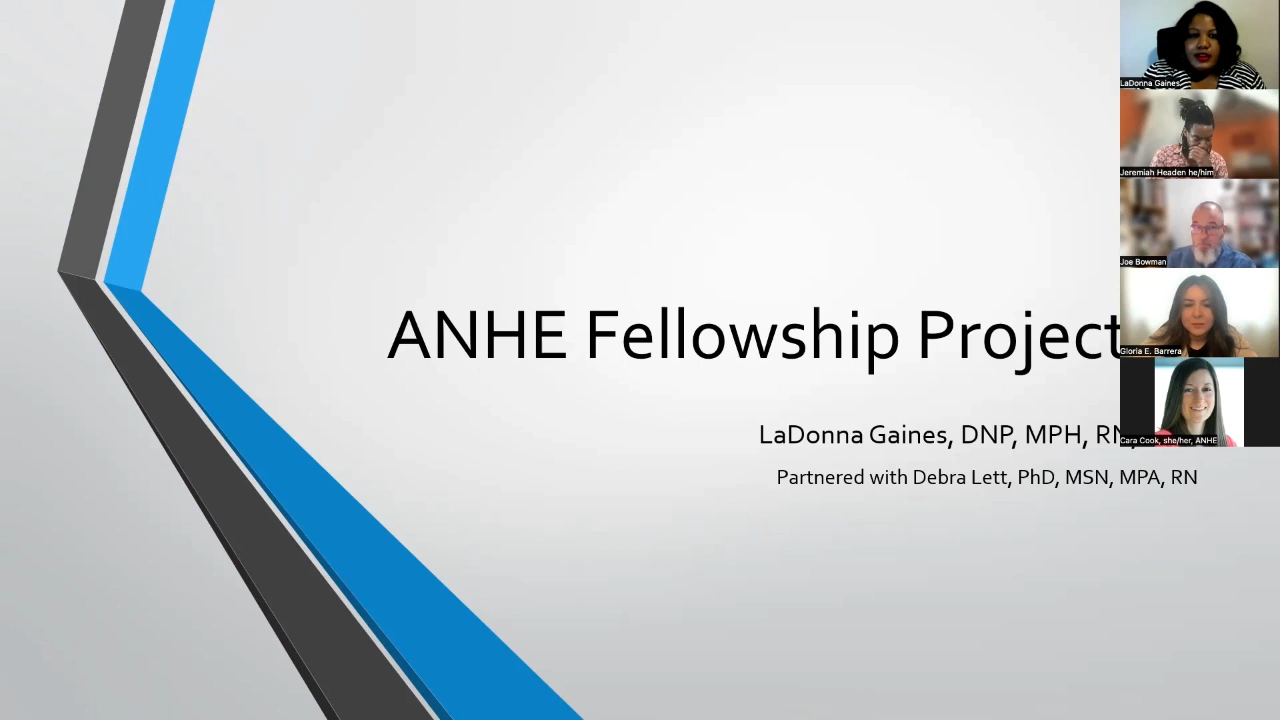 ANHE Fellowship Project
LaDonna Gaines, DNP, MPH, RN,
Partnered with Debra Lett, PhD, MSN, MPA, RN
LaDonna Gaines
Jeremiah Headen he/him
Joe Bowman
Gloria E. Barrera
Cara Cook, she/her, ANHE